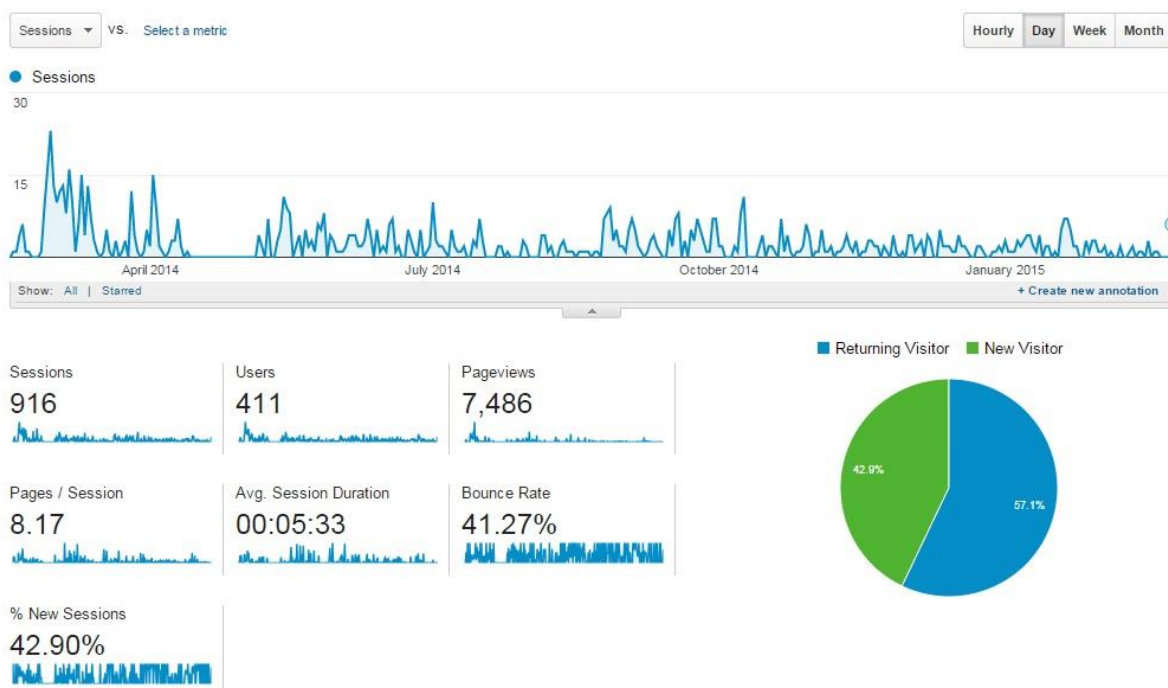 Sessions VS. Select a metric Hourly Day Week Month
Sessions
30
15
April 2014 July 2014 October 2014 January 2015
Show: All | Starred + Create new annotation
Returning Visitor New Visitor
Sessions Users Pageviews
916 411 7,486
Pages / Session Avg. Session Duration Bounce Rate
8.17 00:05:33 41.27%
42.9%
57.1%
% New Sessions
42.90%